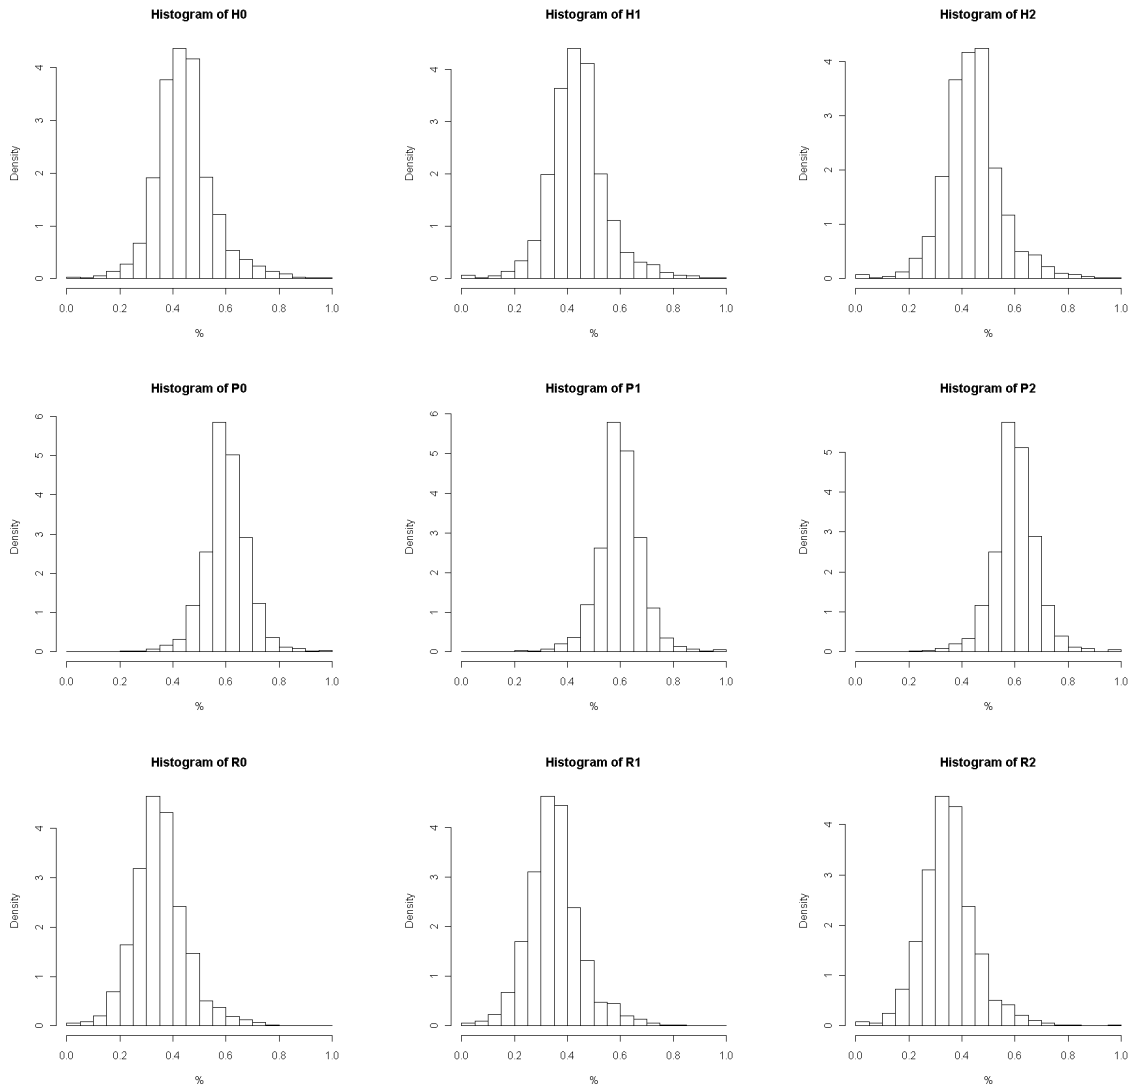 Histogram of H0
Density
0 1 2 3 4
0.0 0.2 0.4 0.6 0.8 1.0
%
Histogram of H1
Density
0 1 2 3 4
0.0 0.2 0.4 0.6 0.8 1.0
%
Histogram of H2
Density
0 1 2 3 4
0.0 0.2 0.4 0.6 0.8 1.0
%
Histogram of P0
Density
0 1 2 3 4 5 6
0.0 0.2 0.4 0.6 0.8 1.0
%
Histogram of P1
Density
0 1 2 3 4 5 6
0.0 0.2 0.4 0.6 0.8 1.0
%
Histogram of P2
Density
0 1 2 3 4 5
0.0 0.2 0.4 0.6 0.8 1.0
%
Histogram of R0
Density
0 1 2 3 4
0.0 0.2 0.4 0.6 0.8 1.0
%
Histogram of R1
Density
0 1 2 3 4
0.0 0.2 0.4 0.6 0.8 1.0
%
Histogram of R2
Density
0 1 2 3 4
0.0 0.2 0.4 0.6 0.8 1.0
%